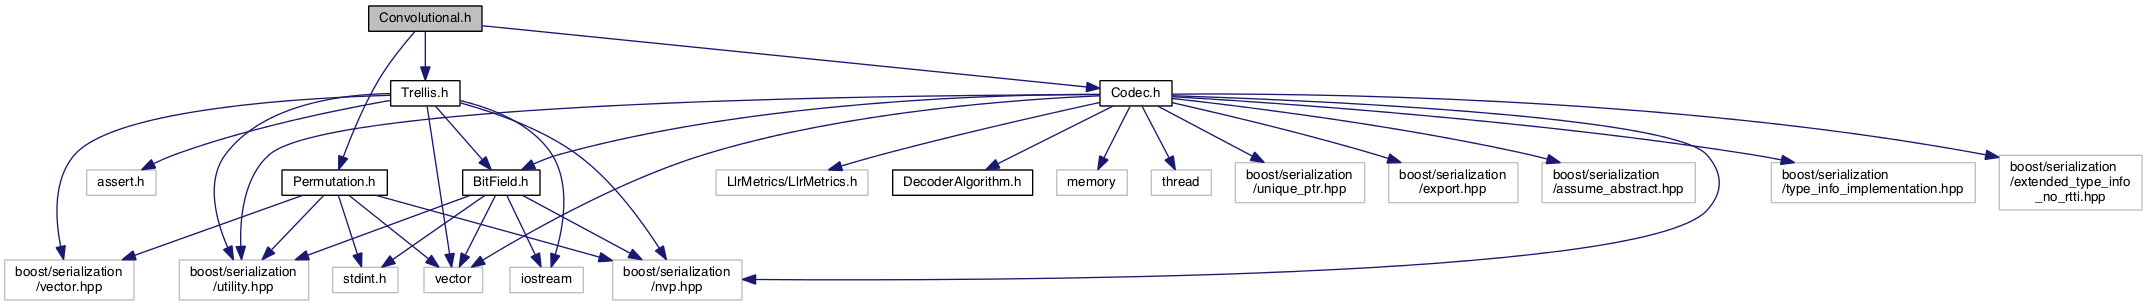 Convolutional.h
Trellis.h
Codec.h
assert.h
Permutation.h
BitField.h
LlrMetrics/LlrMetrics.h
DecoderAlgorithm.h
memory
thread
boost/serialization
/unique_ptr.hpp
boost/serialization
/export.hpp
boost/serialization
/assume_abstract.hpp
boost/serialization
/type_info_implementation.hpp
boost/serialization
/extended_type_info
_no_rtti.hpp
boost/serialization
/vector.hpp
boost/serialization
/utility.hpp
stdint.h
vector
iostream
boost/serialization
/nvp.hpp